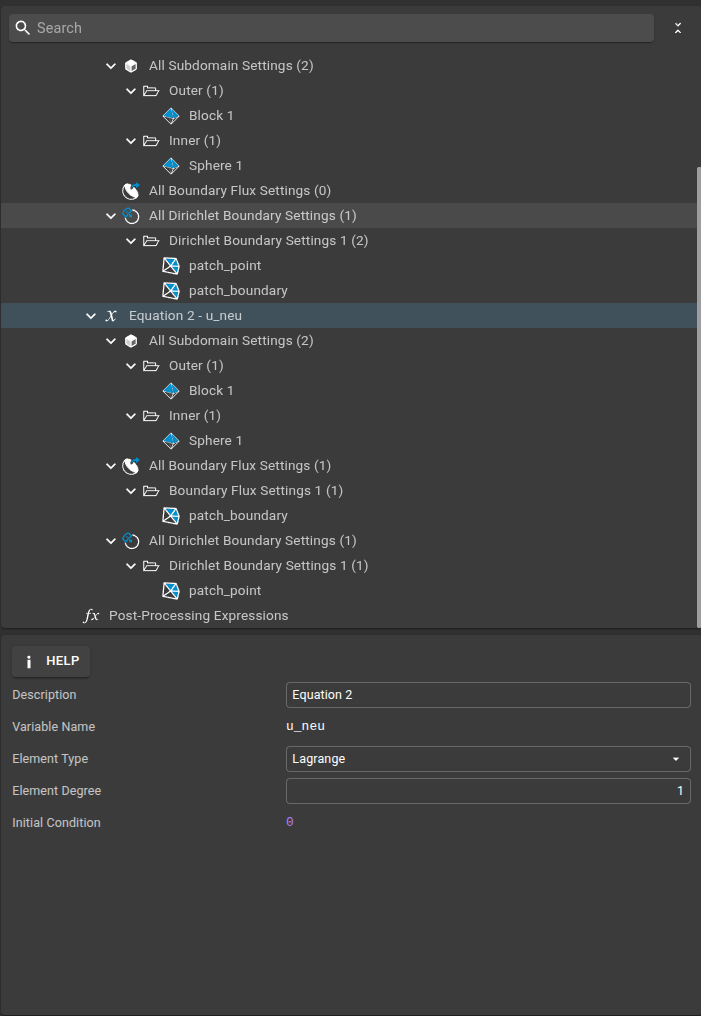 Search
All Subdomain Settings (2)
Outer (1)
Block 1
Inner (1)
Sphere 1
All Boundary Flux Settings (0)
All Dirichlet Boundary Settings (1)
Dirichlet Boundary Settings 1 (2)
patch_point
patch_boundary
x Equation 2 - u_neu
All Subdomain Settings (2)
Outer (1)
Block 1
Inner (1)
Sphere 1
All Boundary Flux Settings (1)
Boundary Flux Settings 1 (1)
patch_boundary
All Dirichlet Boundary Settings (1)
Dirichlet Boundary Settings 1 (1)
patch_point
fx Post-Processing Expressions
i HELP
Description Equation 2
Variable Name u_neu
Element Type Lagrange
Element Degree 1
Initial Condition 0